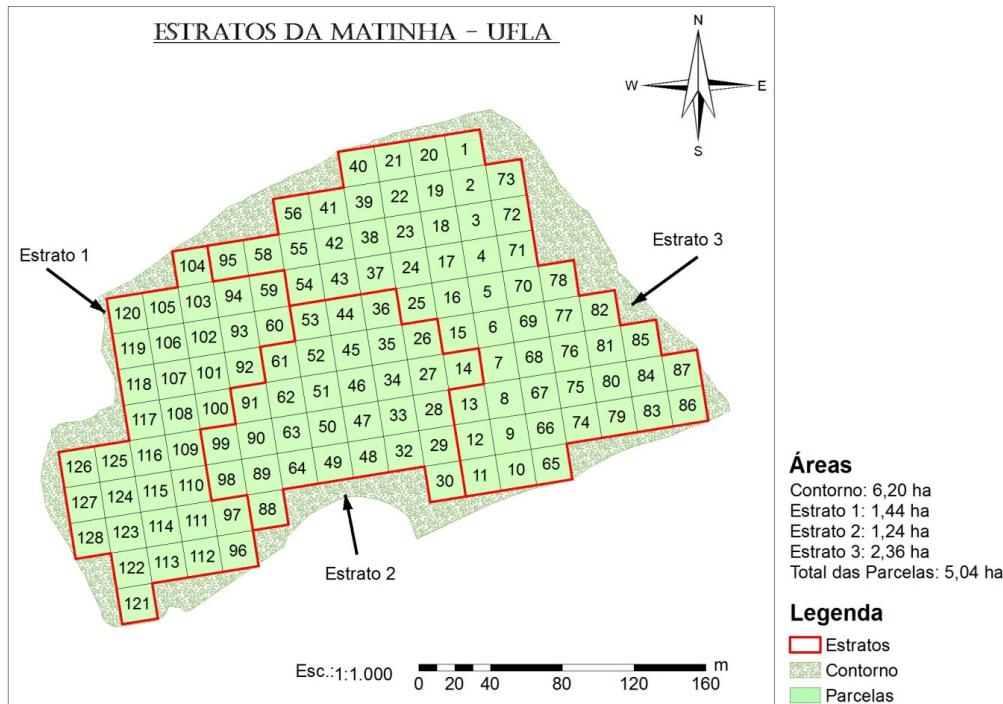 ESTRATOS DA MATINHA - UFLA
N
W E
S
40 21 20 1
56 41 39 22 19 2 73
104 95 58 55 42 38 23 18 3 72
Estrato 3
Estrato 1
120 105 103 94 59 54 43 37 24 17 4 71
119 106 102 93 60 53 44 36 25 16 5 70 78
118 107 101 92 61 52 45 35 26 15 6 69 77 82
117 108 100 91 62 51 46 34 27 14 7 68 76 81 85
126 125 116 109 99 90 63 50 47 33 28 13 8 67 75 80 84 87
127 124 115 110 98 89 64 49 48 32 29 12 9 66 74 79 83 86
128 123 114 111 97 88 30 11 10 65
122 113 112 96
121
Estrato 2
Esc.:1:1.000
m
0 20 40 80 120 160
Áreas
Contorno: 6,20 ha
Estrato 1: 1,44 ha
Estrato 2: 1,24 ha
Estrato 3: 2,36 ha
Total das Parcelas: 5,04 ha
Legenda
Estratos
Contorno
Parcelas